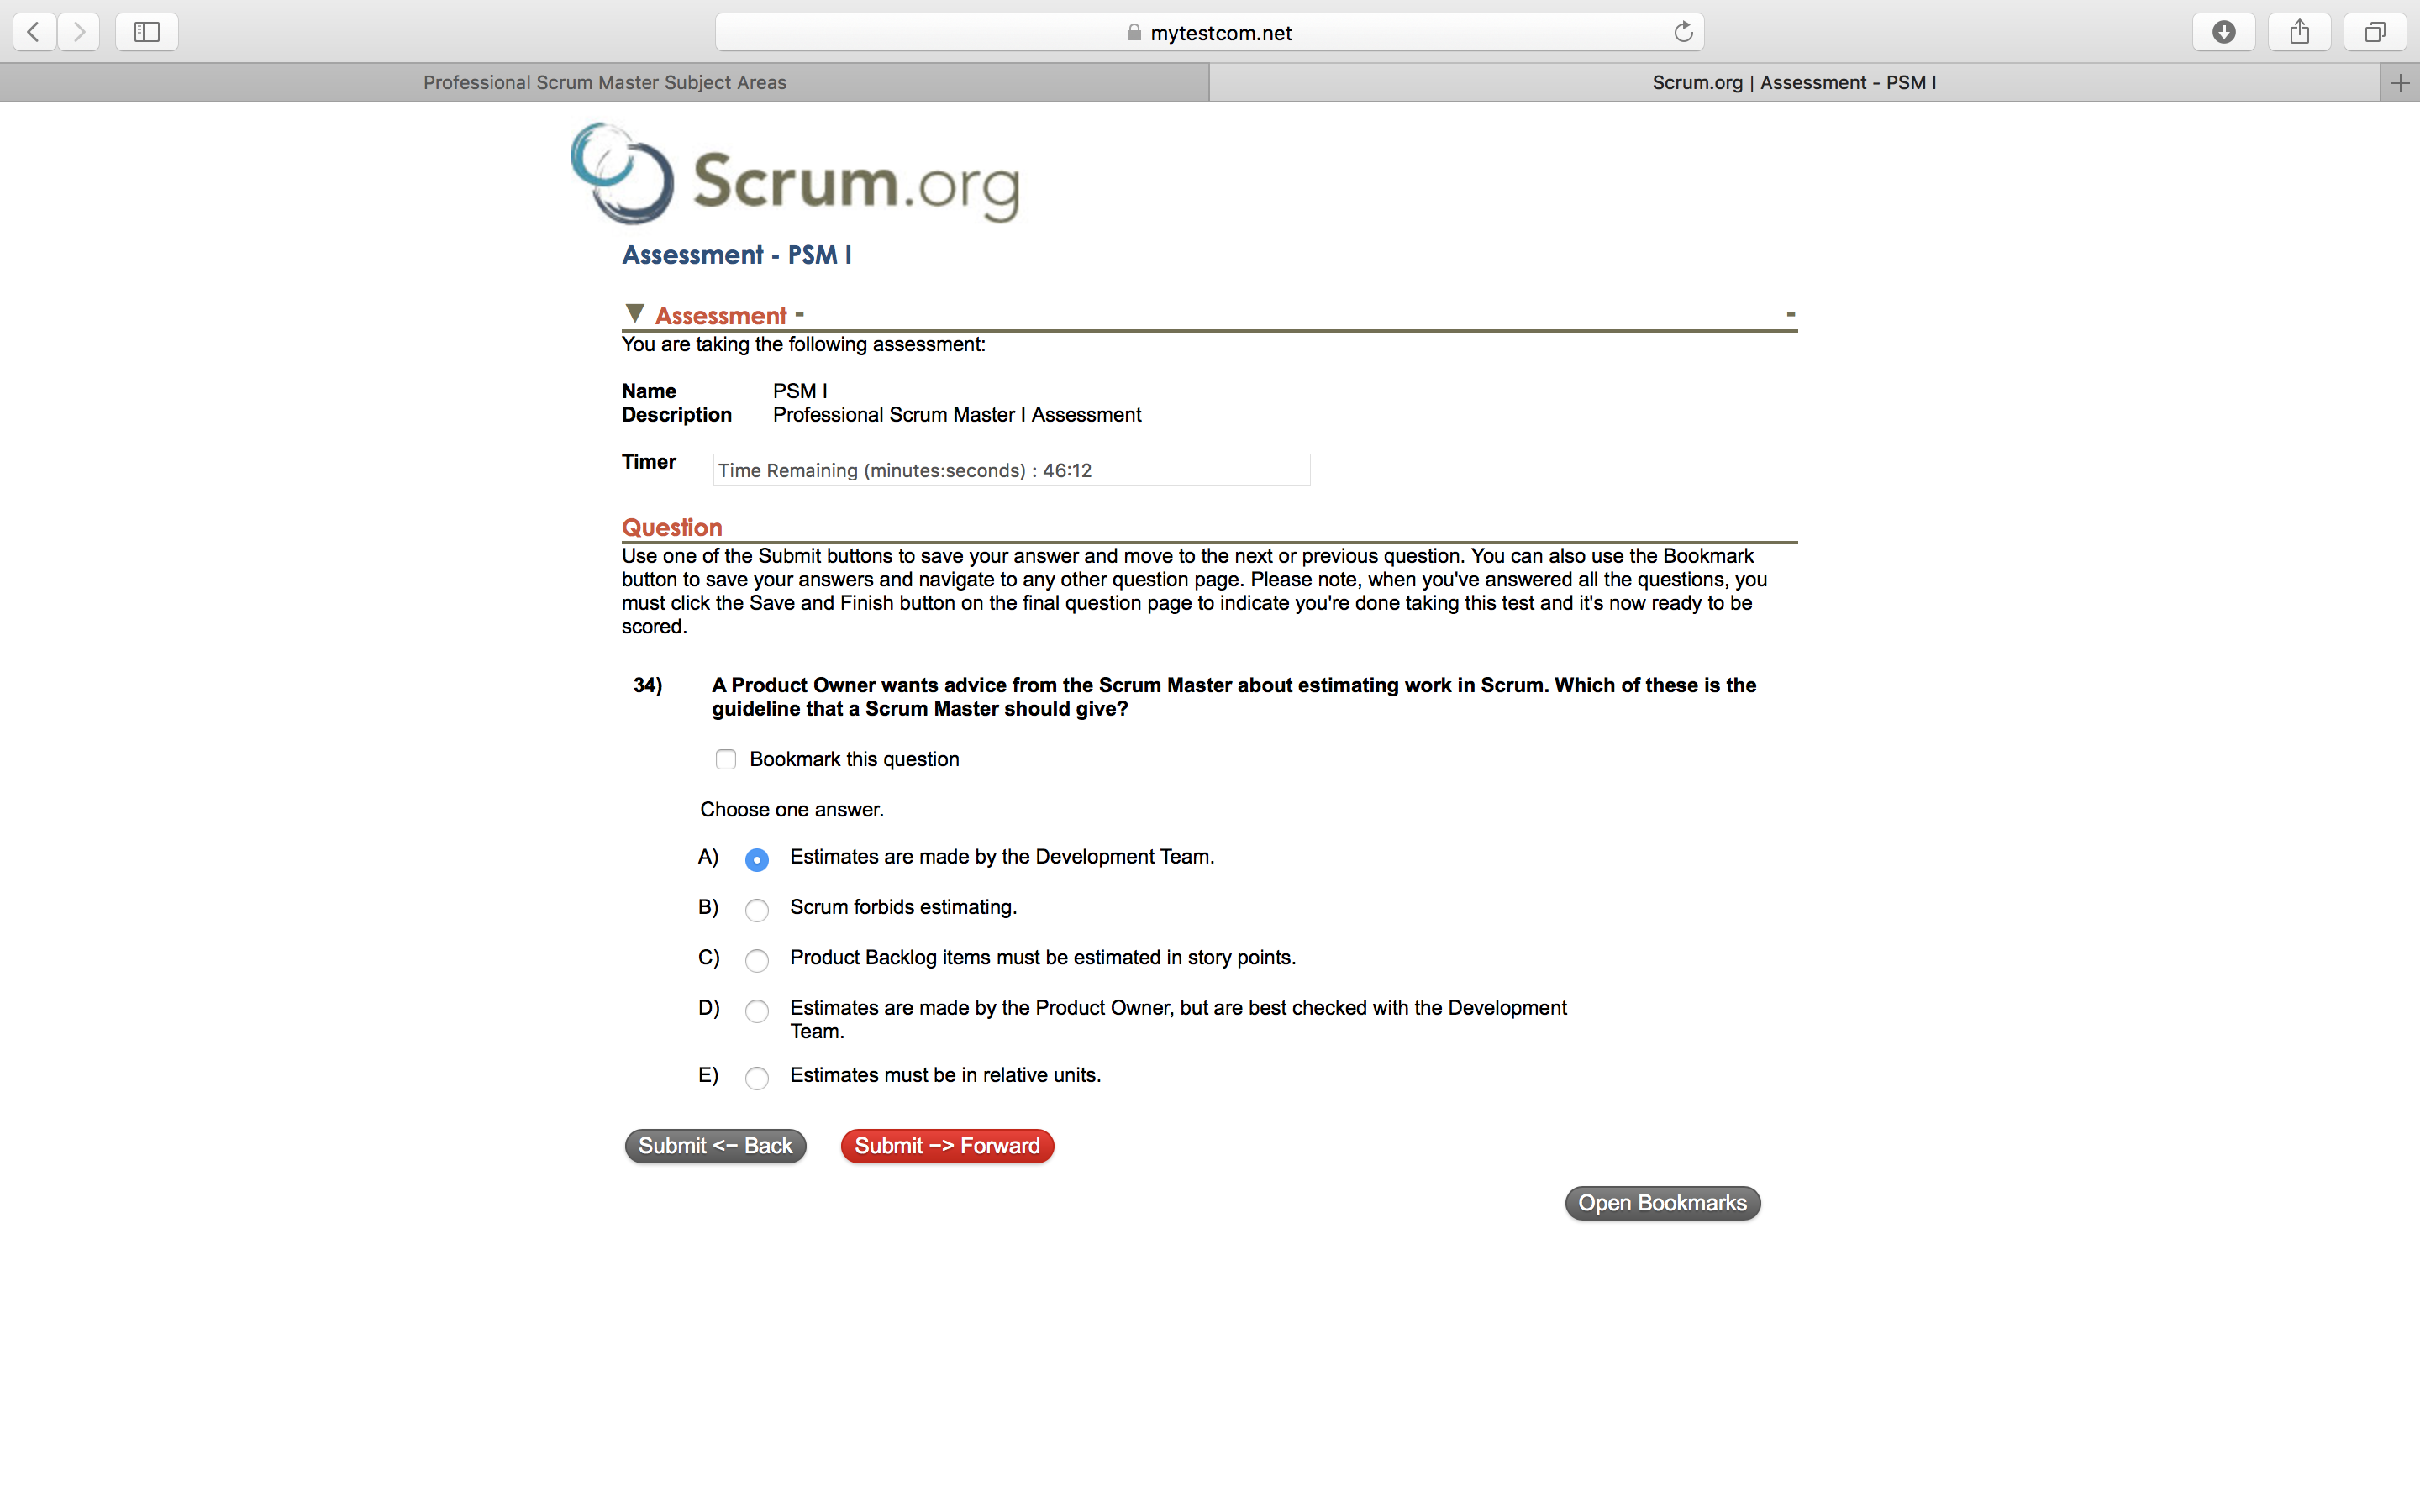 mytestcom.net
Professional Scrum Master Subject Areas
Scrum.org | Assessment - PSM I
Scrum.org
Assessment - PSM I
Assessment -
-
You are taking the following assessment:
Name PSM I
Description Professional Scrum Master I Assessment
Timer Time Remaining (minutes:seconds) : 46:12
Question
Use one of the Submit buttons to save your answer and move to the next or previous question. You can also use the Bookmark
button to save your answers and navigate to any other question page. Please note, when you've answered all the questions, you
must click the Save and Finish button on the final question page to indicate you're done taking this test and it's now ready to be
scored.
34) A Product Owner wants advice from the Scrum Master about estimating work in Scrum. Which of these is the
guideline that a Scrum Master should give?
Bookmark this question
Choose one answer.
A) Estimates are made by the Development Team.
B) Scrum forbids estimating.
C) Product Backlog items must be estimated in story points.
D) Estimates are made by the Product Owner, but are best checked with the Development
Team.
E) Estimates must be in relative units.
Submit <- Back Submit -> Forward
Open Bookmarks